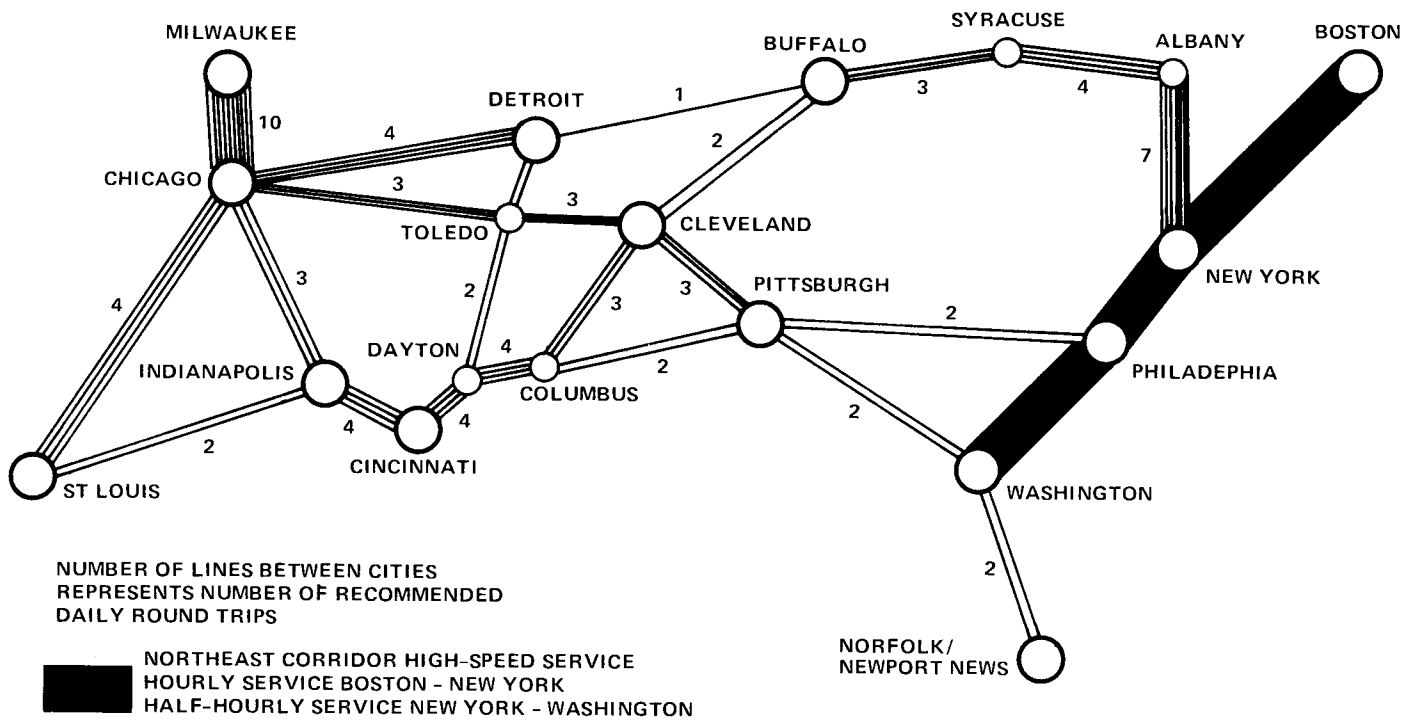 SYRACUSE
MILWAUKEE
BOSTON
BUFFALO
ALBANY
DETROIT
1
3
4
10
4
2
7
CHICAGO
3
3
TOLEDO
CLEVELAND
NEW YORK
3
2
3
PITTSBURGH
4
3
2
DAYTON
4
INDIANAPOLIS
2
PHILADEPHIA
COLUMBUS
2
4
4
2
CINCINNATI
ST LOUIS
WASHINGTON
2
NUMBER OF LINES BETWEEN CITIES
REPRESENTS NUMBER OF RECOMMENDED
DAILY ROUND TRIPS
NORFOLK/
NEWPORT NEWS
NORTHEAST CORRIDOR HIGH-SPEED SERVICE
HOURLY SERVICE BOSTON - NEW YORK
HALF-HOURLY SERVICE NEW YORK - WASHINGTON